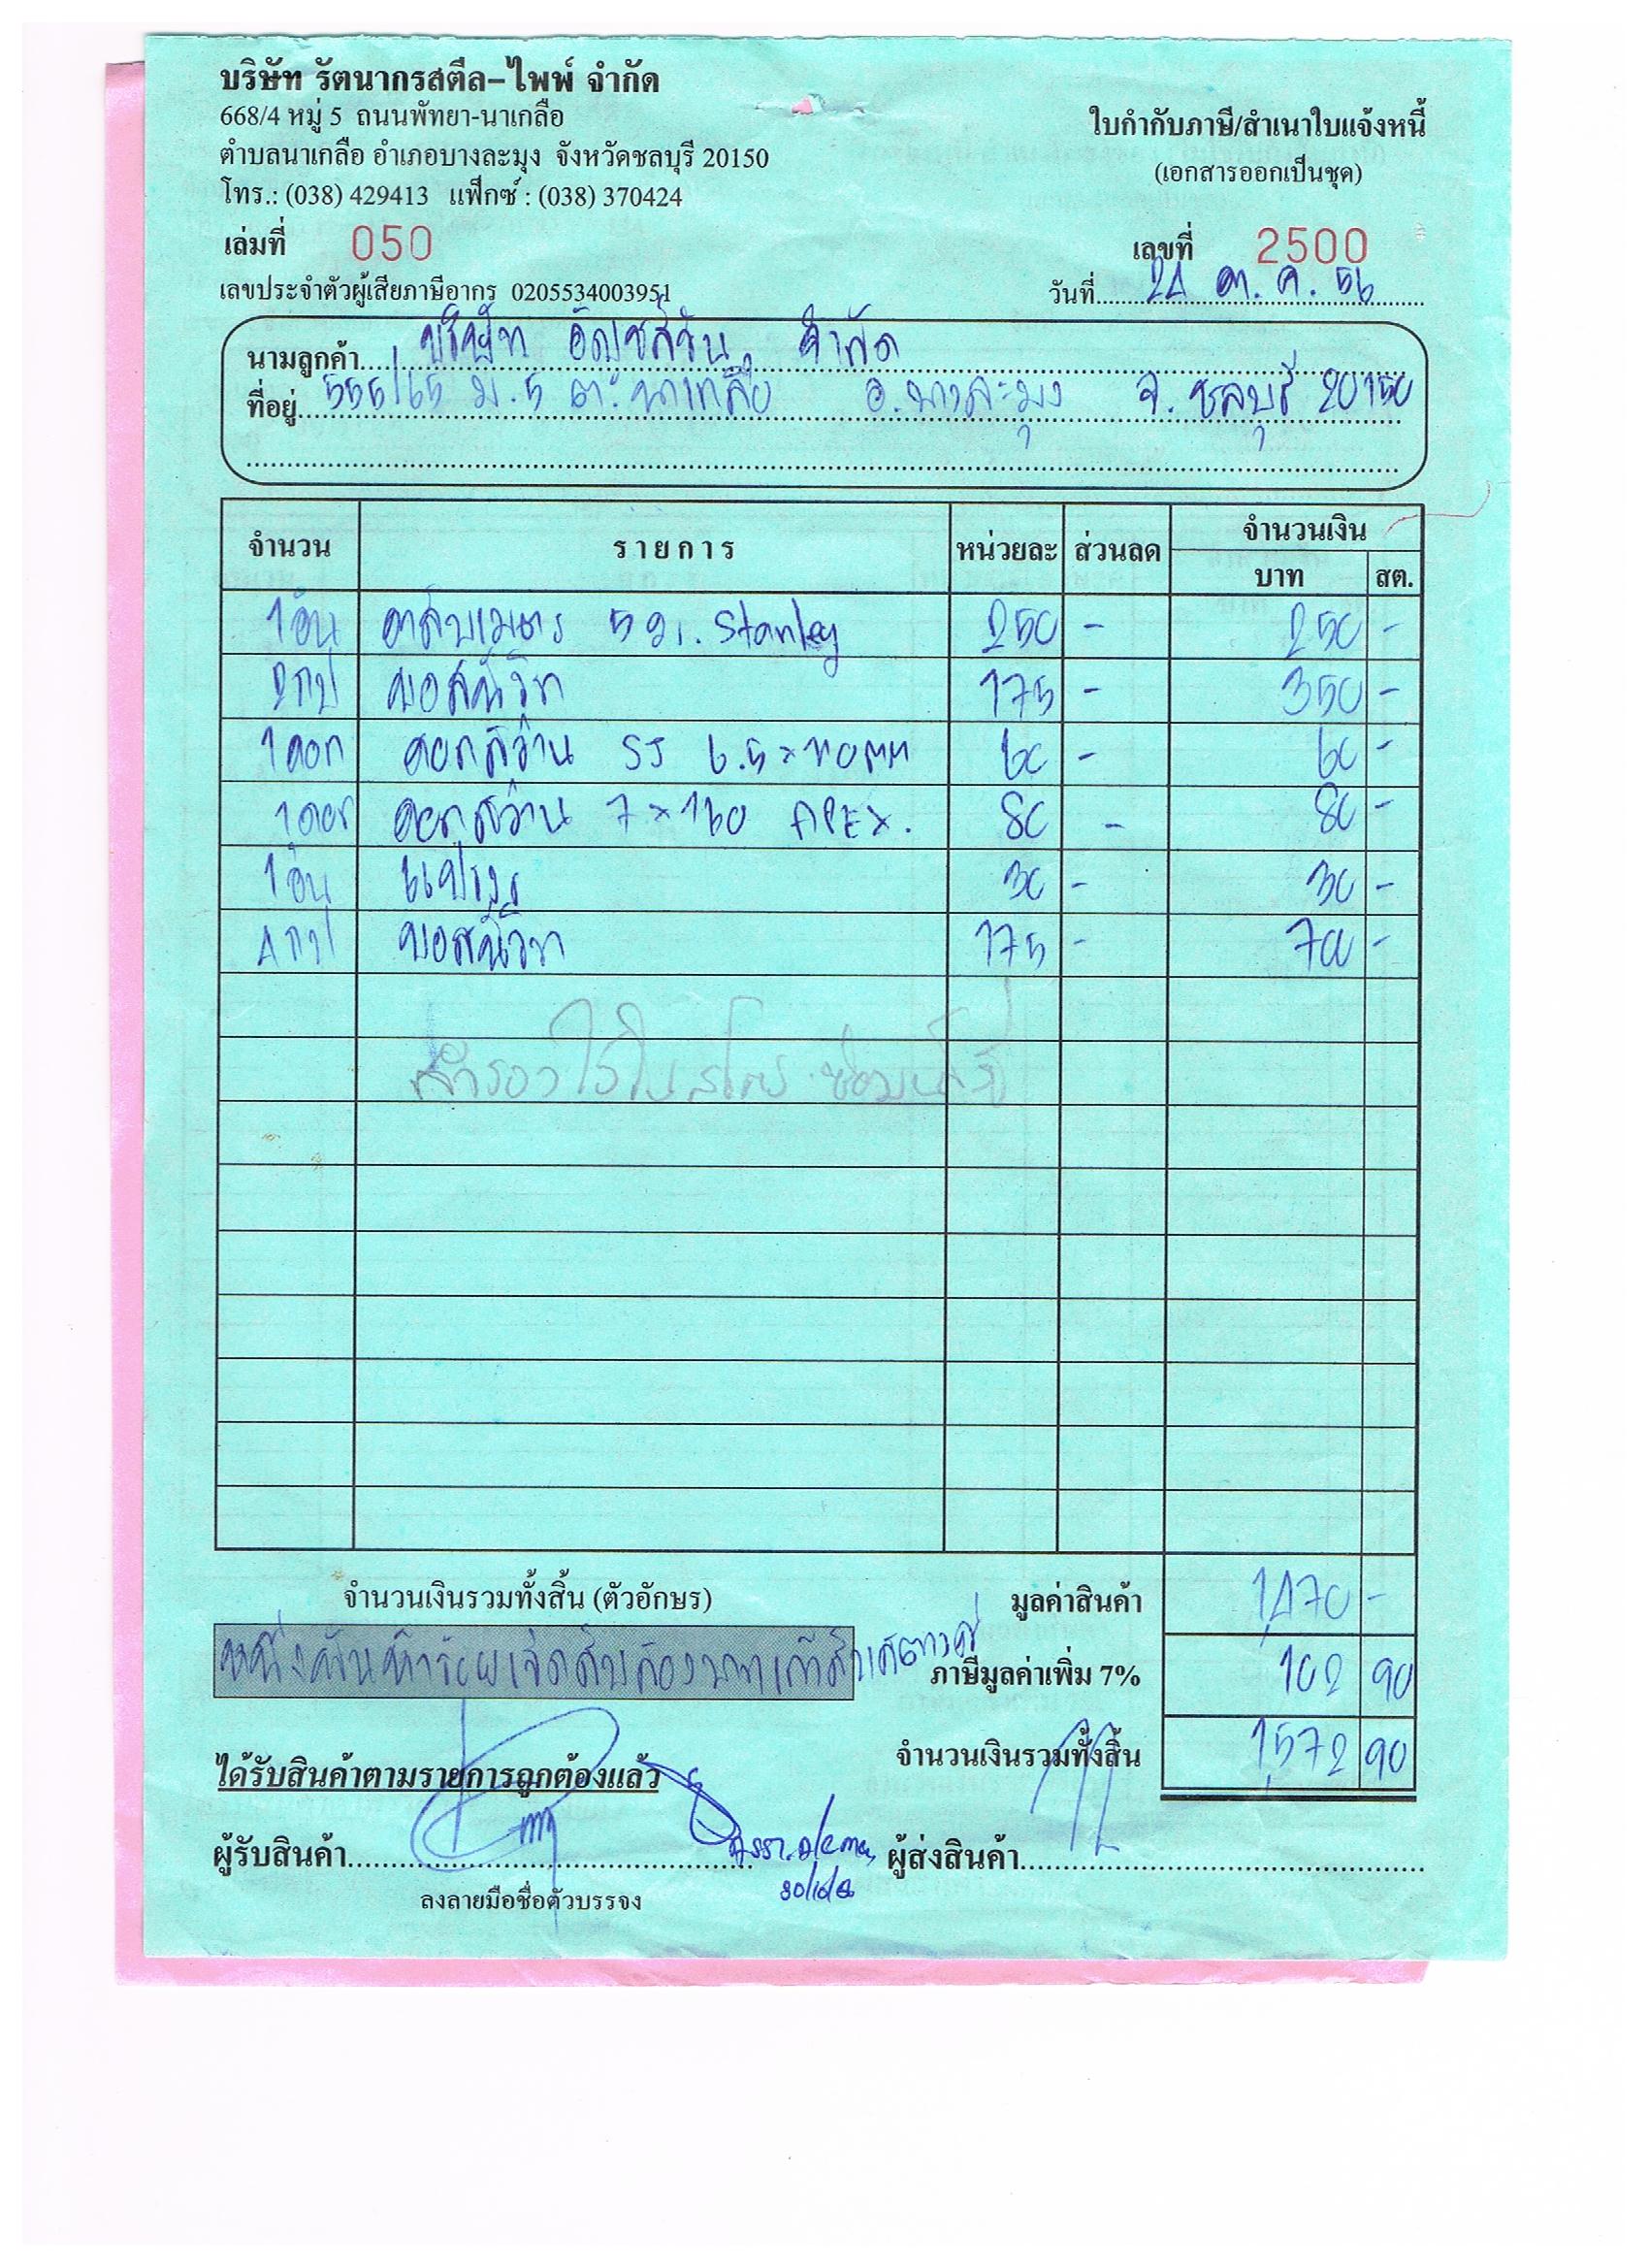 บริษัท รัตนากรสตีล-ไพพ์ จำกัด
668/4 หมู่ 5 ถนนพัทยา-นาเกลือ
ตำบลนาเกลือ อำเภอบางละมุง จังหวัดชลบุรี 20150
โทร.: (038) 429413 แฟ็กซ์ : (038) 370424
ใบกำกับภาษี/สำเนาใบแจ้งหนี้
(เอกสารออกเป็นชุด)
เล่มที่ 050
เลขที่ 2500
เลขประจำตัวผู้เสียภาษีอากร 0205534003951
วันที่ 24 ต.ค. 56
นามลูกค้า บริษัท จำกัด
ที่อยู่ 555/65 ม.5 ต.นาเกลือ อ.บางละมุง จ.ชลบุรี 20150
จำนวน รายการ หน่วยละ ส่วนลด จำนวนเงิน
บาท สต.
1อัน ตลับเมตร 5 ม. Stanley 250 - 250 -
2กป 175 - 350 -
1ดอก ดอกสว่าน 60 - 60 -
1ดอก ดอกสว่าน 7×160 APEX. 80 - 80 -
1อัน แปรง 30 - 30 -
4กป 175 - 700 -
สำรองไว้ในสโตร์
จำนวนเงินรวมทั้งสิ้น (ตัวอักษร)
มูลค่าสินค้า 1,470 -
หนึ่งพันห้าร้อยเจ็ดสิบสองบาทเก้าสิบสตางค์
ภาษีมูลค่าเพิ่ม 7% 102 90
จำนวนเงินรวมทั้งสิ้น 1,572 90
ได้รับสินค้าตามรายการถูกต้องแล้ว
ผู้รับสินค้า
ผู้ส่งสินค้า
ลงลายมือชื่อตัวบรรจง